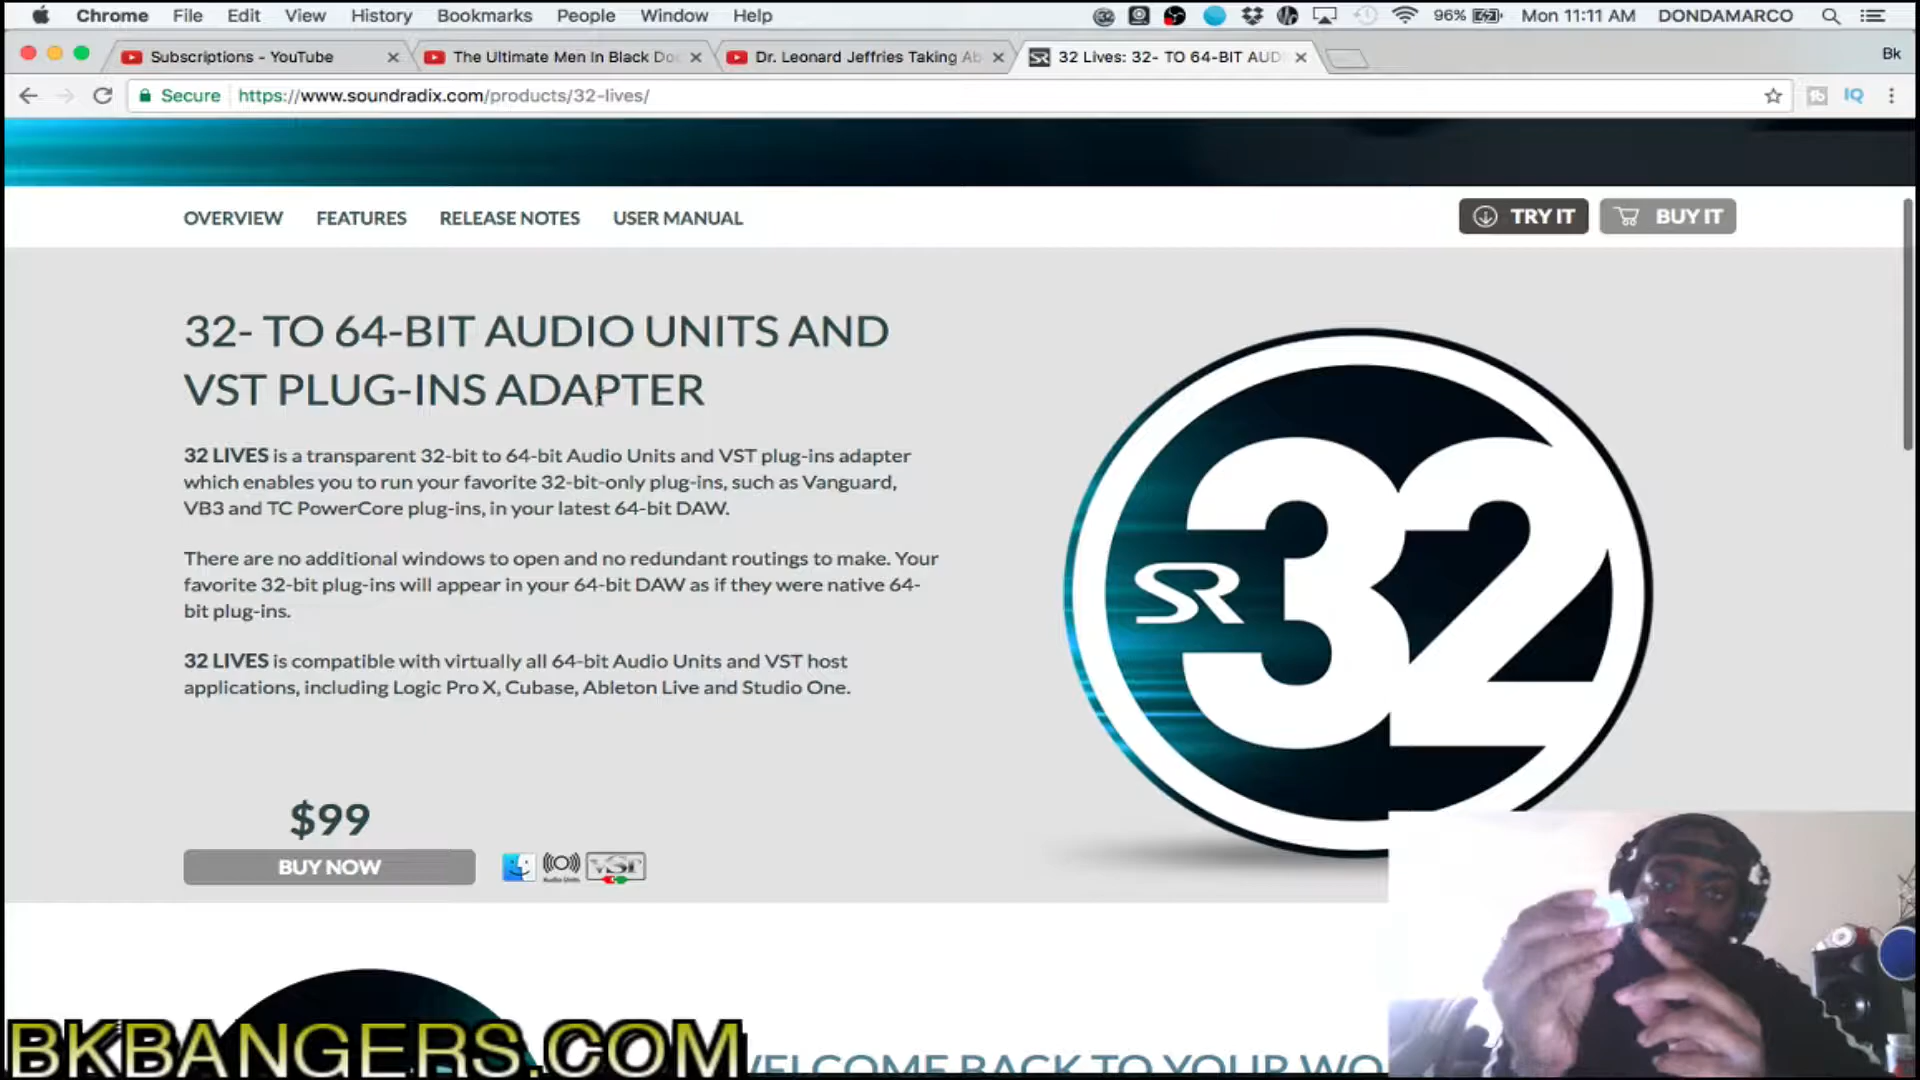 Chrome File Edit View History Bookmarks People Window Help 96% Mon 11:11 AM DONDAMARCO
Subscriptions - YouTube The Ultimate Men In Black Do Dr. Leonard Jeffries Taking Ab SR 32 Lives: 32- TO 64-BIT AUD Bk
Secure https://www.soundradix.com/products/32-lives/ IQ
OVERVIEW FEATURES RELEASE NOTES USER MANUAL TRY IT BUY IT
32- TO 64-BIT AUDIO UNITS AND
VST PLUG-INS ADAPTER
32 LIVES is a transparent 32-bit to 64-bit Audio Units and VST plug-ins adapter
which enables you to run your favorite 32-bit-only plug-ins, such as Vanguard,
VB3 and TC PowerCore plug-ins, in your latest 64-bit DAW.
There are no additional windows to open and no redundant routings to make. Your
favorite 32-bit plug-ins will appear in your 64-bit DAW as if they were native 64-
bit plug-ins.
32 LIVES is compatible with virtually all 64-bit Audio Units and VST host
applications, including Logic Pro X, Cubase, Ableton Live and Studio One.
SR 32
$99
BUY NOW
Audio Units VST
BKBANGERS.COM
WELCOME BACK TO YOUR WO